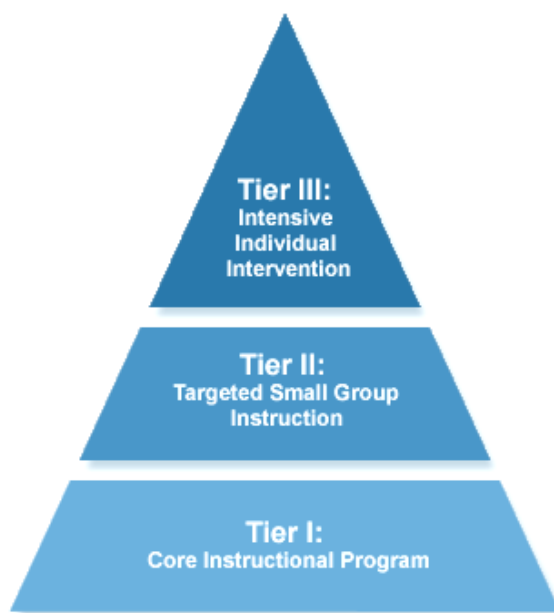 Tier III:
Intensive
Individual
Intervention
Tier II:
Targeted Small Group
Instruction
Tier I:
Core Instructional Program